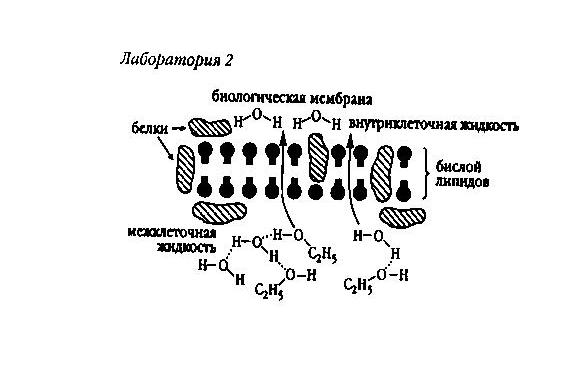 Лаборатория 2
биологическая мембрана
белки
H-O-H H-O-H внутриклеточная жидкость
бислой
липидов
межклеточная
жидкость
H-O-H
H-O
C₂H₅
H-O-H
H-O-H
O-H
C₂H₅
H-O-H
O-H
C₂H₅